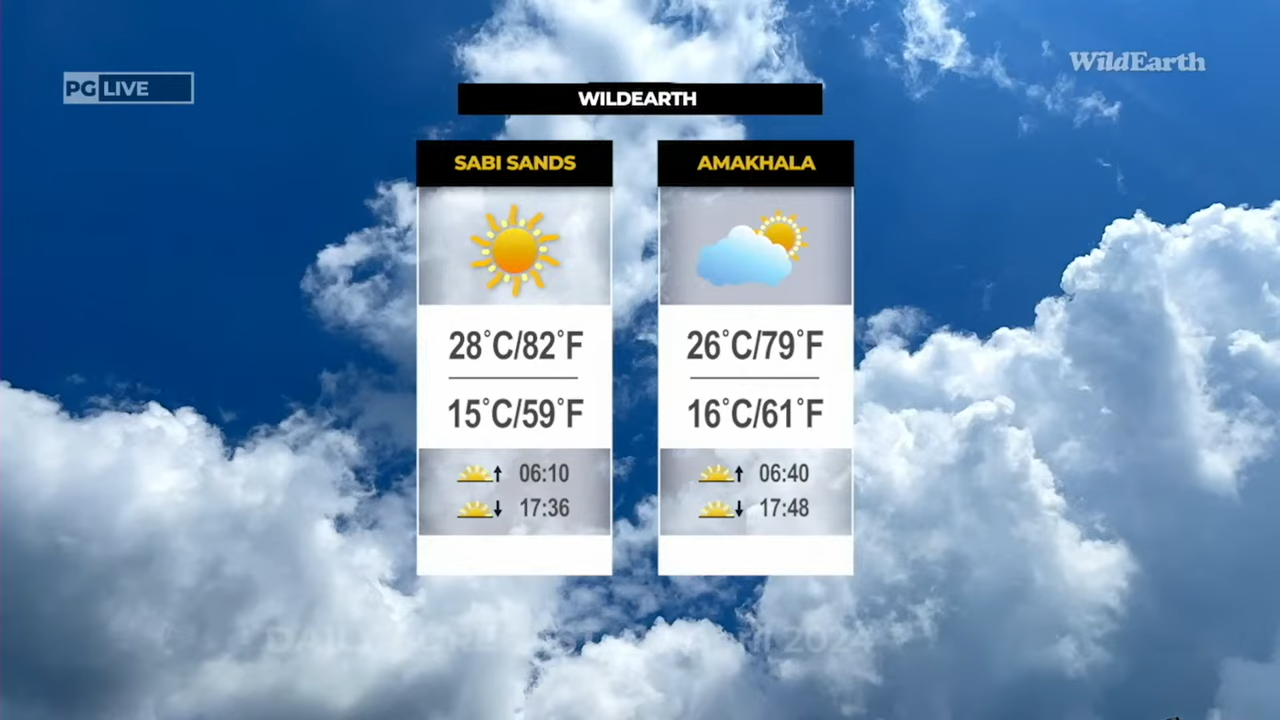 PG LIVE
WildEarth
WILDEARTH
SABI SANDS
28°C/82°F
15°C/59°F
06:10
17:36
AMAKHALA
26°C/79°F
16°C/61°F
06:40
17:48